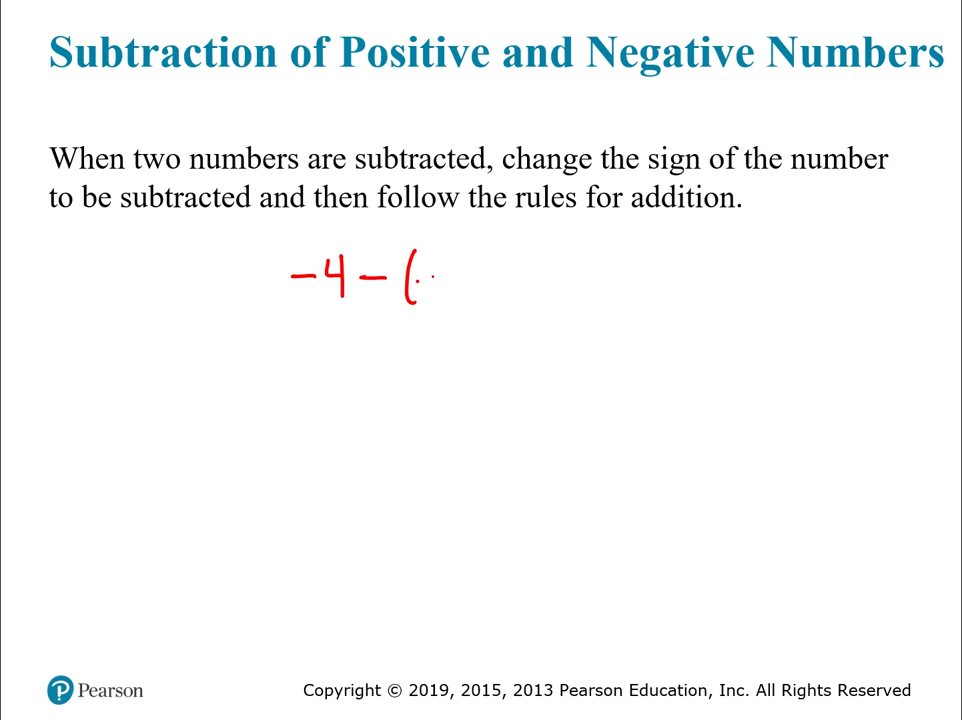 Subtraction of Positive and Negative Numbers
When two numbers are subtracted, change the sign of the number
to be subtracted and then follow the rules for addition.
-4 - (
Pearson
Copyright © 2019, 2015, 2013 Pearson Education, Inc. All Rights Reserved